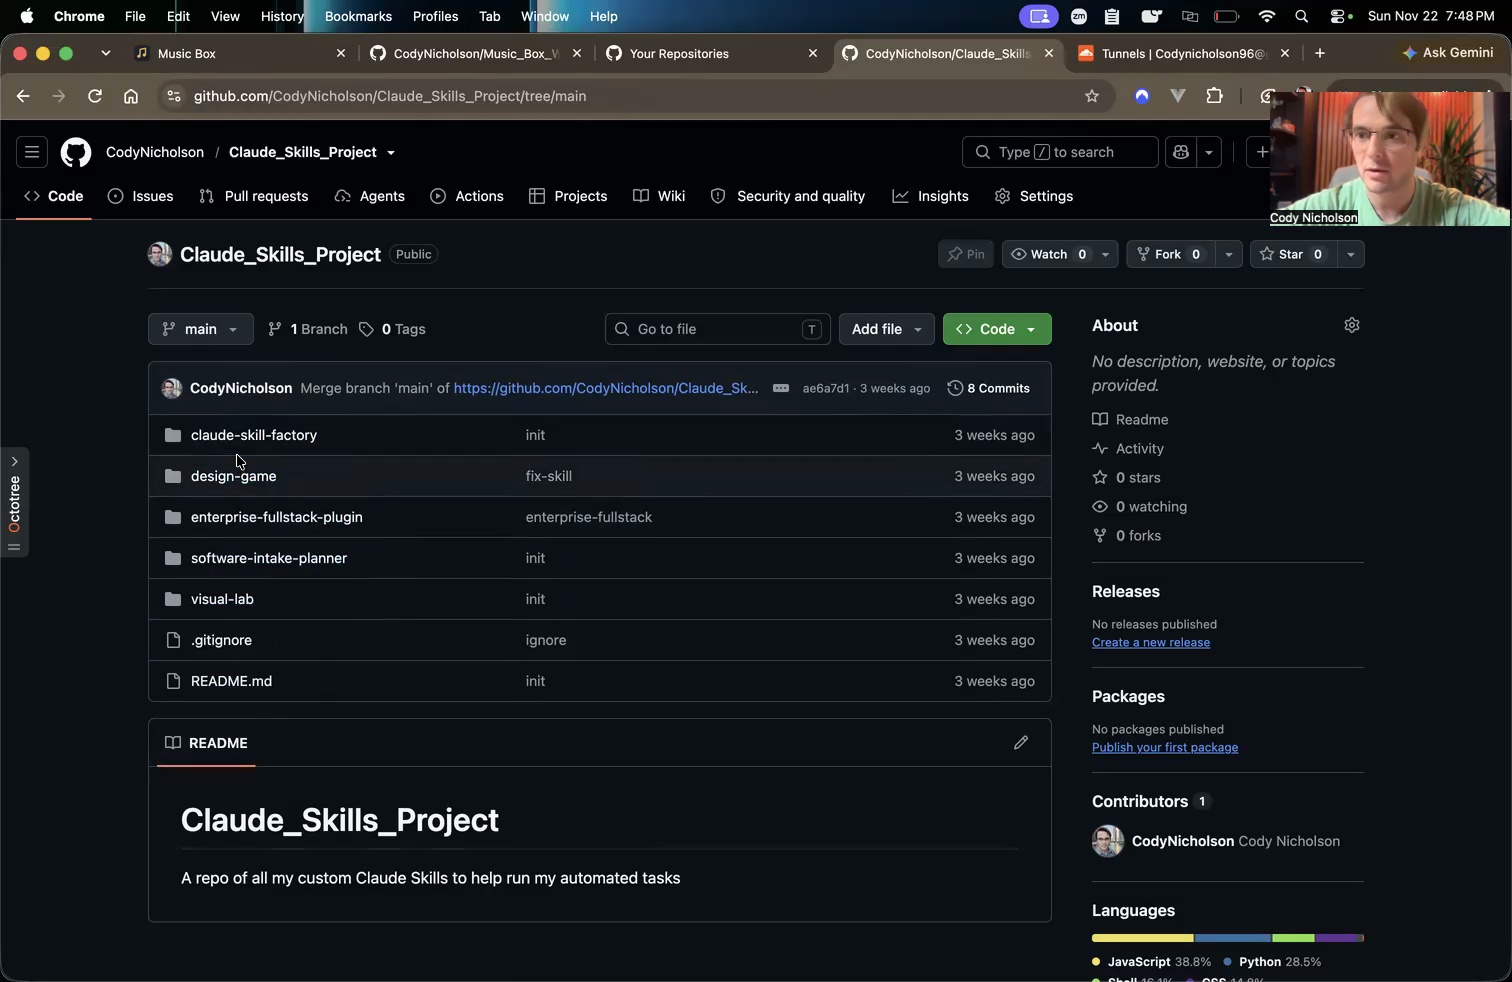 Chrome File Edit View History Bookmarks Profiles Tab Window Help
zm
Sun Nov 22 7:48 PM
Music Box
CodyNicholson/Music_Box_
Your Repositories
CodyNicholson/Claude_Skills
Tunnels | Codynicholson96@
Ask Gemini
github.com/CodyNicholson/Claude_Skills_Project/tree/main
CodyNicholson / Claude_Skills_Project
Type / to search
Cody Nicholson
Code Issues Pull requests Agents Actions Projects Wiki Security and quality Insights Settings
Claude_Skills_Project Public
Pin Watch 0 Fork 0 Star 0
main 1 Branch 0 Tags
Go to file T
Add file
<> Code
CodyNicholson Merge branch 'main' of https://github.com/CodyNicholson/Claude_Sk... ae6a7d1 · 3 weeks ago 8 Commits
claude-skill-factory init 3 weeks ago
design-game fix-skill 3 weeks ago
enterprise-fullstack-plugin enterprise-fullstack 3 weeks ago
software-intake-planner init 3 weeks ago
visual-lab init 3 weeks ago
.gitignore ignore 3 weeks ago
README.md init 3 weeks ago
Octotree
README
Claude_Skills_Project
A repo of all my custom Claude Skills to help run my automated tasks
About
No description, website, or topics
provided.
Readme
Activity
0 stars
0 watching
0 forks
Releases
No releases published
Create a new release
Packages
No packages published
Publish your first package
Contributors 1
CodyNicholson Cody Nicholson
Languages
JavaScript 38.8% Python 28.5%
Shell 16.1% CSS 14.8%